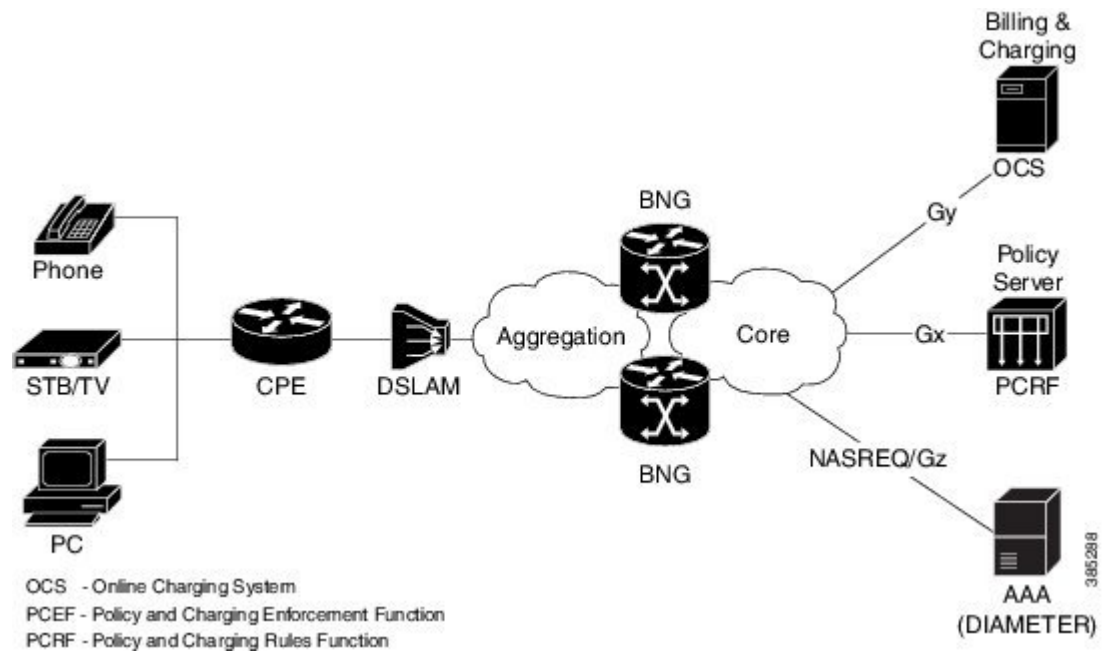 Billing &
Charging
OCS
BNG
Gy
Phone
Policy
Server
Aggregation
Core
Gx
STB/TV
CPE
DSLAM
PCRF
BNG
NASREQ/Gz
PC
385288
AAA
(DIAMETER)
OCS - Online Charging System
PCEF - Policy and Charging Enforcement Function
PCRF - Policy and Charging Rules Function